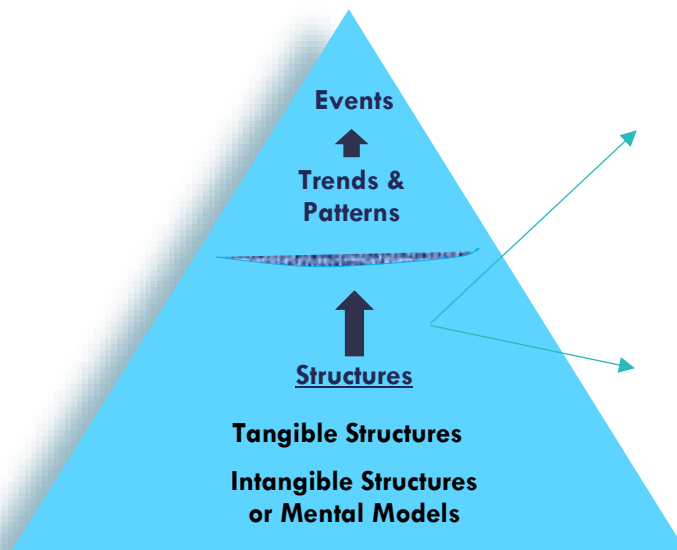 Events
Trends &
Patterns
Structures
Tangible Structures
Intangible Structures
or Mental Models